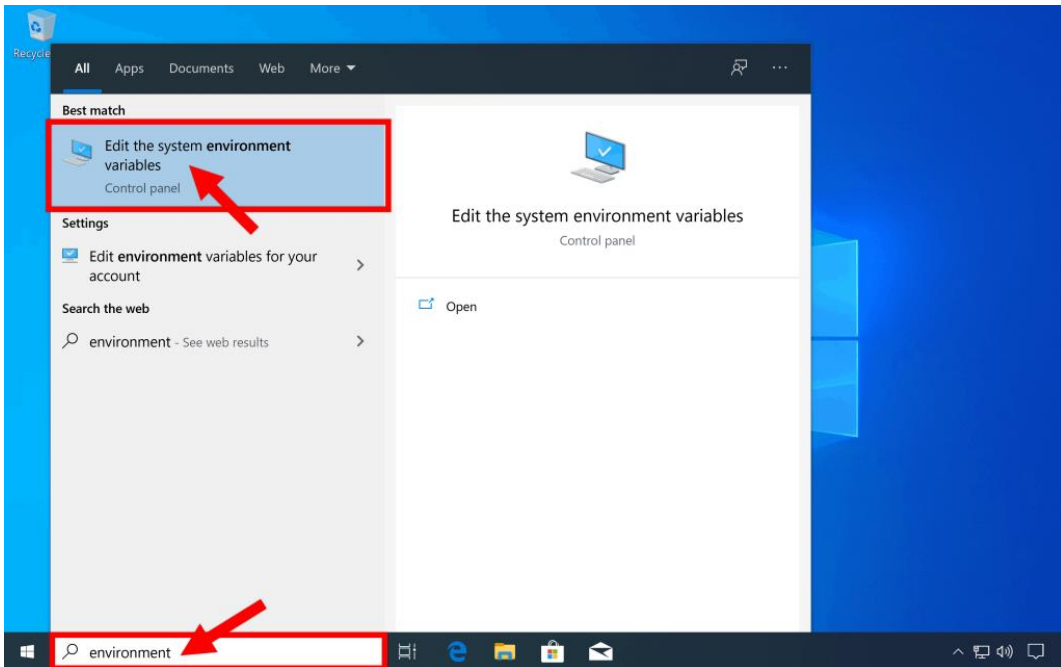 Recycle
All Apps Documents Web More
Best match
Edit the system environment
variables
Control panel
Settings
Edit environment variables for your
account
Search the web
environment - See web results
Edit the system environment variables
Control panel
Open
environment